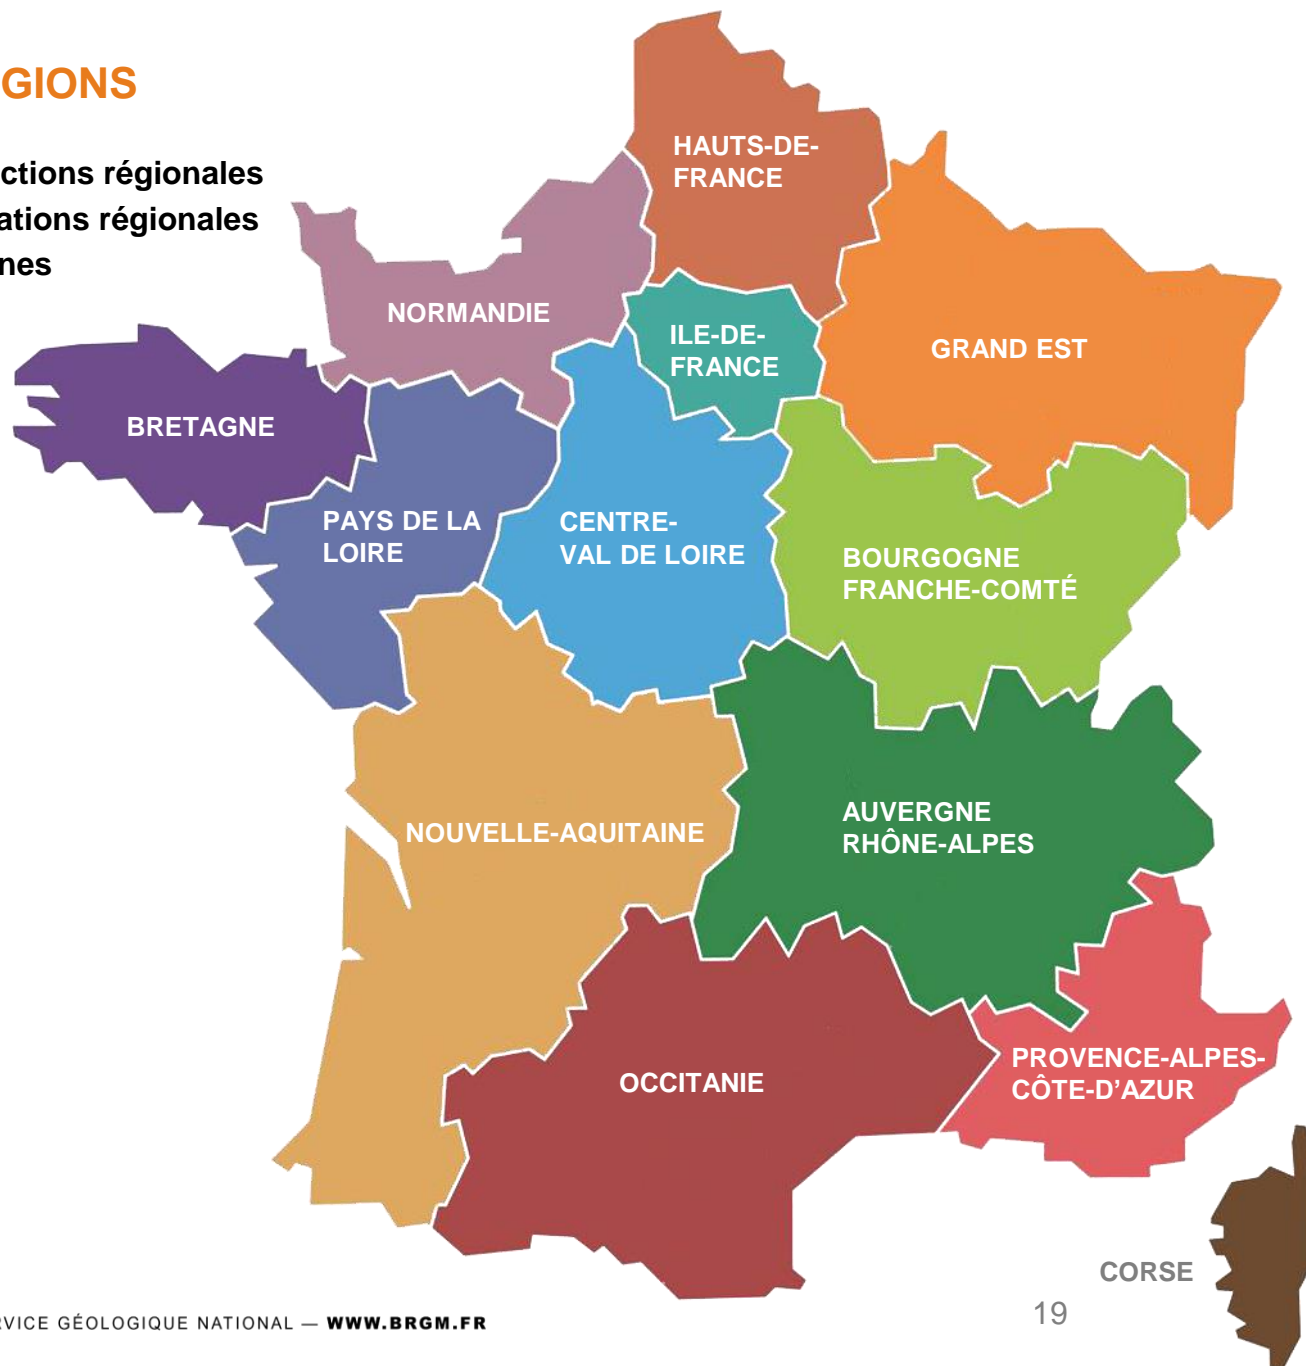 GIONS
ctions régionales
ations régionales
nes
HAUTS-DE-
FRANCE
NORMANDIE
ILE-DE-
FRANCE
GRAND EST
BRETAGNE
PAYS DE LA
LOIRE
CENTRE-
VAL DE LOIRE
BOURGOGNE
FRANCHE-COMTÉ
NOUVELLE-AQUITAINE
AUVERGNE
RHÔNE-ALPES
OCCITANIE
PROVENCE-ALPES-
CÔTE-D’AZUR
CORSE
RVICE GÉOLOGIQUE NATIONAL — WWW.BRGM.FR
19